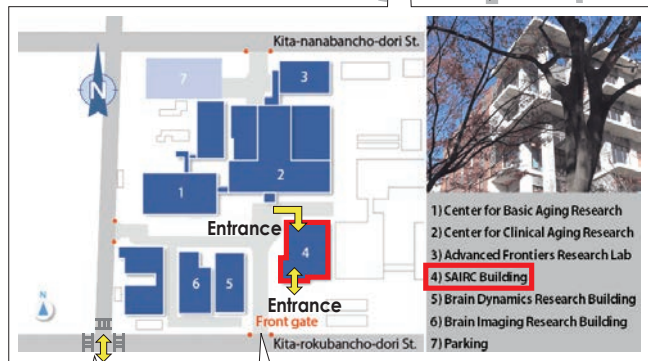 Kita-nanabancho-dori St.
N
7
3
2
1
Entrance
4
6
5
N
Entrance
Front gate
Kita-rokubancho-dori St.
1) Center for Basic Aging Research
2) Center for Clinical Aging Research
3) Advanced Frontiers Research Lab
4) SAIRC Building
5) Brain Dynamics Research Building
6) Brain Imaging Research Building
7) Parking